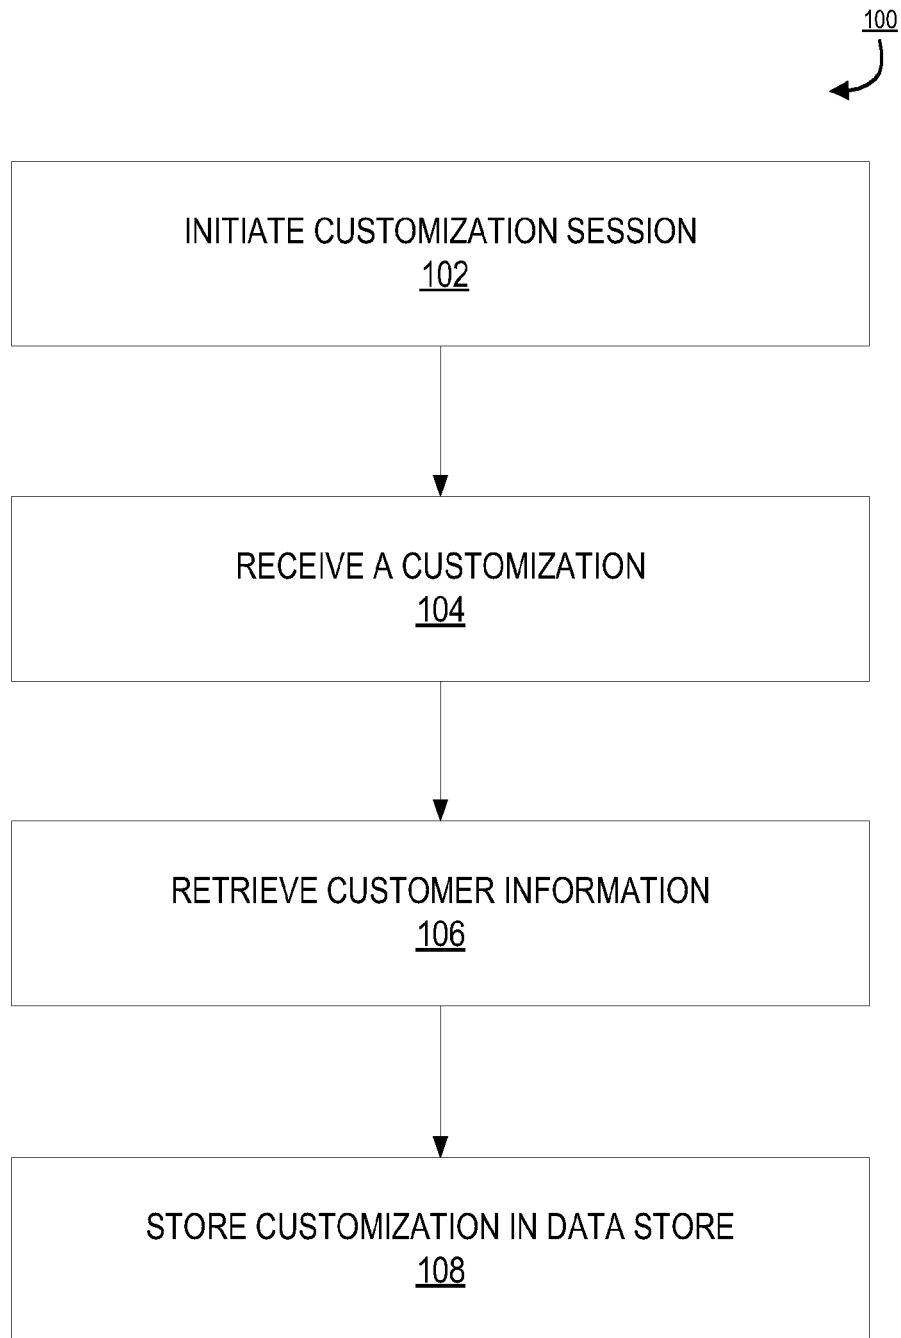 100
INITIATE CUSTOMIZATION SESSION
102
RECEIVE A CUSTOMIZATION
104
RETRIEVE CUSTOMER INFORMATION
106
STORE CUSTOMIZATION IN DATA STORE
108